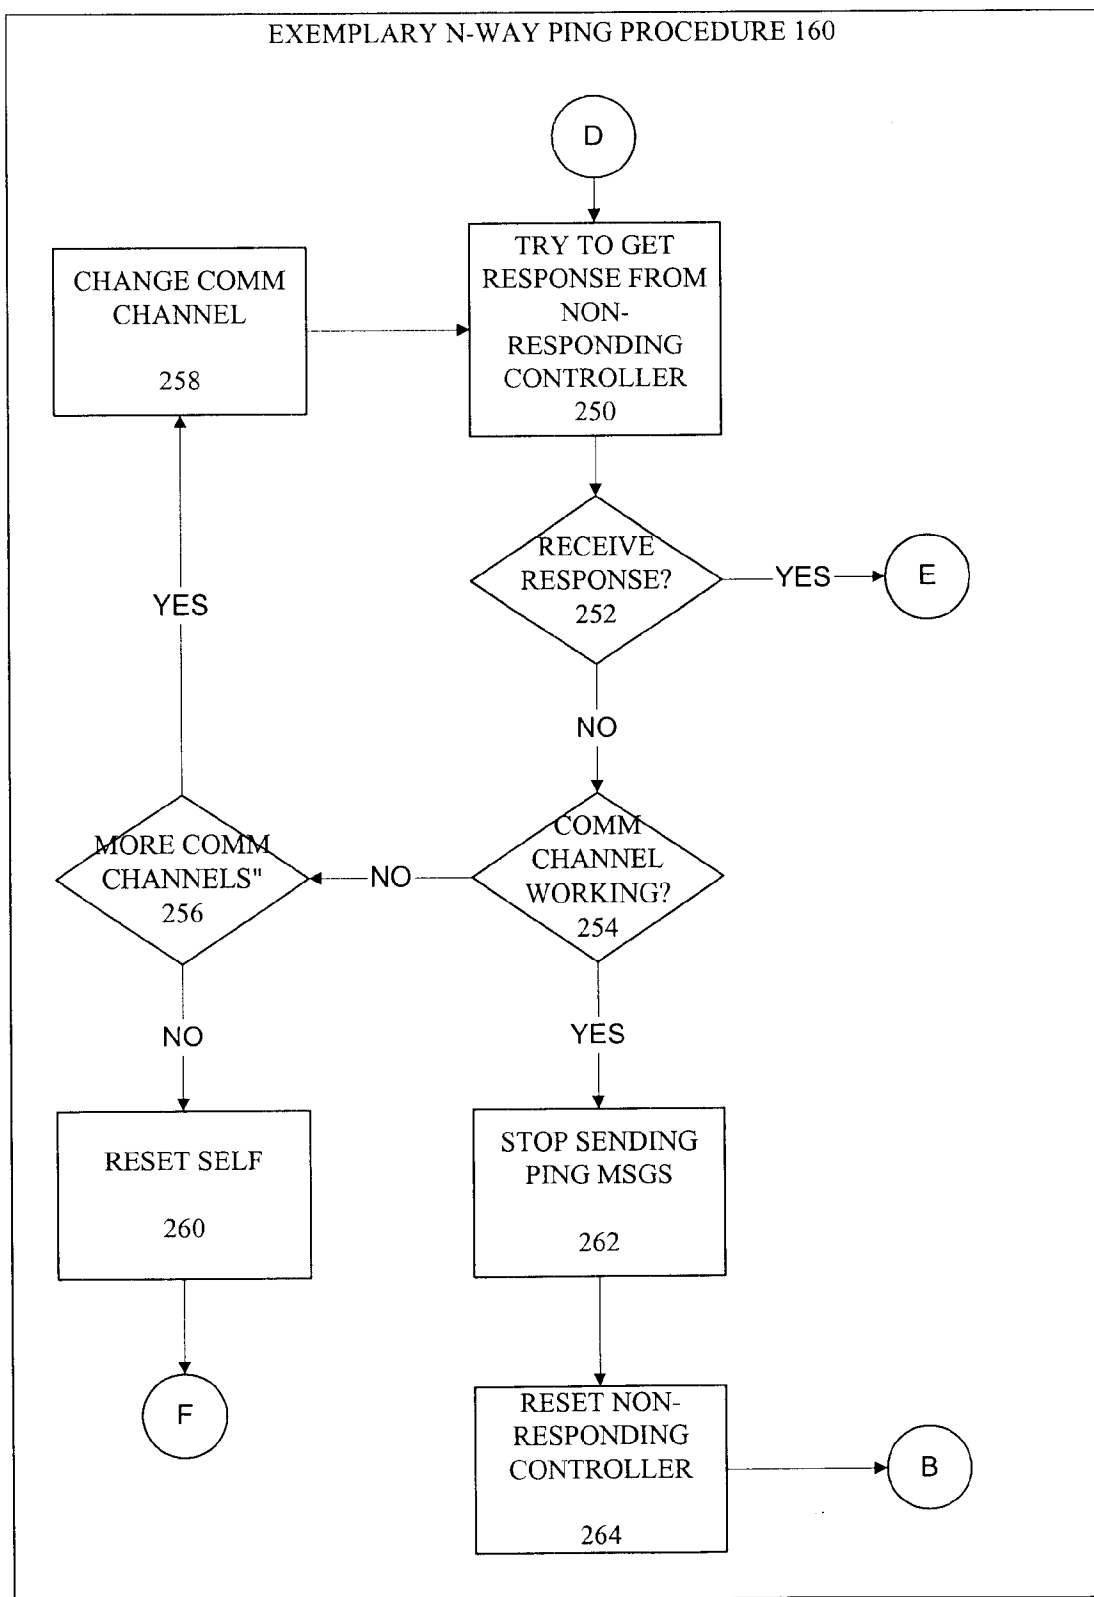 EXEMPLARY N-WAY PING PROCEDURE 160
D
TRY TO GET
RESPONSE FROM
NON-
RESPONDING
CONTROLLER
250
CHANGE COMM
CHANNEL
258
RECEIVE
RESPONSE?
252
YES
E
YES
NO
COMM
CHANNEL
WORKING?
254
NO
MORE COMM
CHANNELS"
256
NO
YES
RESET SELF
260
STOP SENDING
PING MSGS
262
F
RESET NON-
RESPONDING
CONTROLLER
264
B